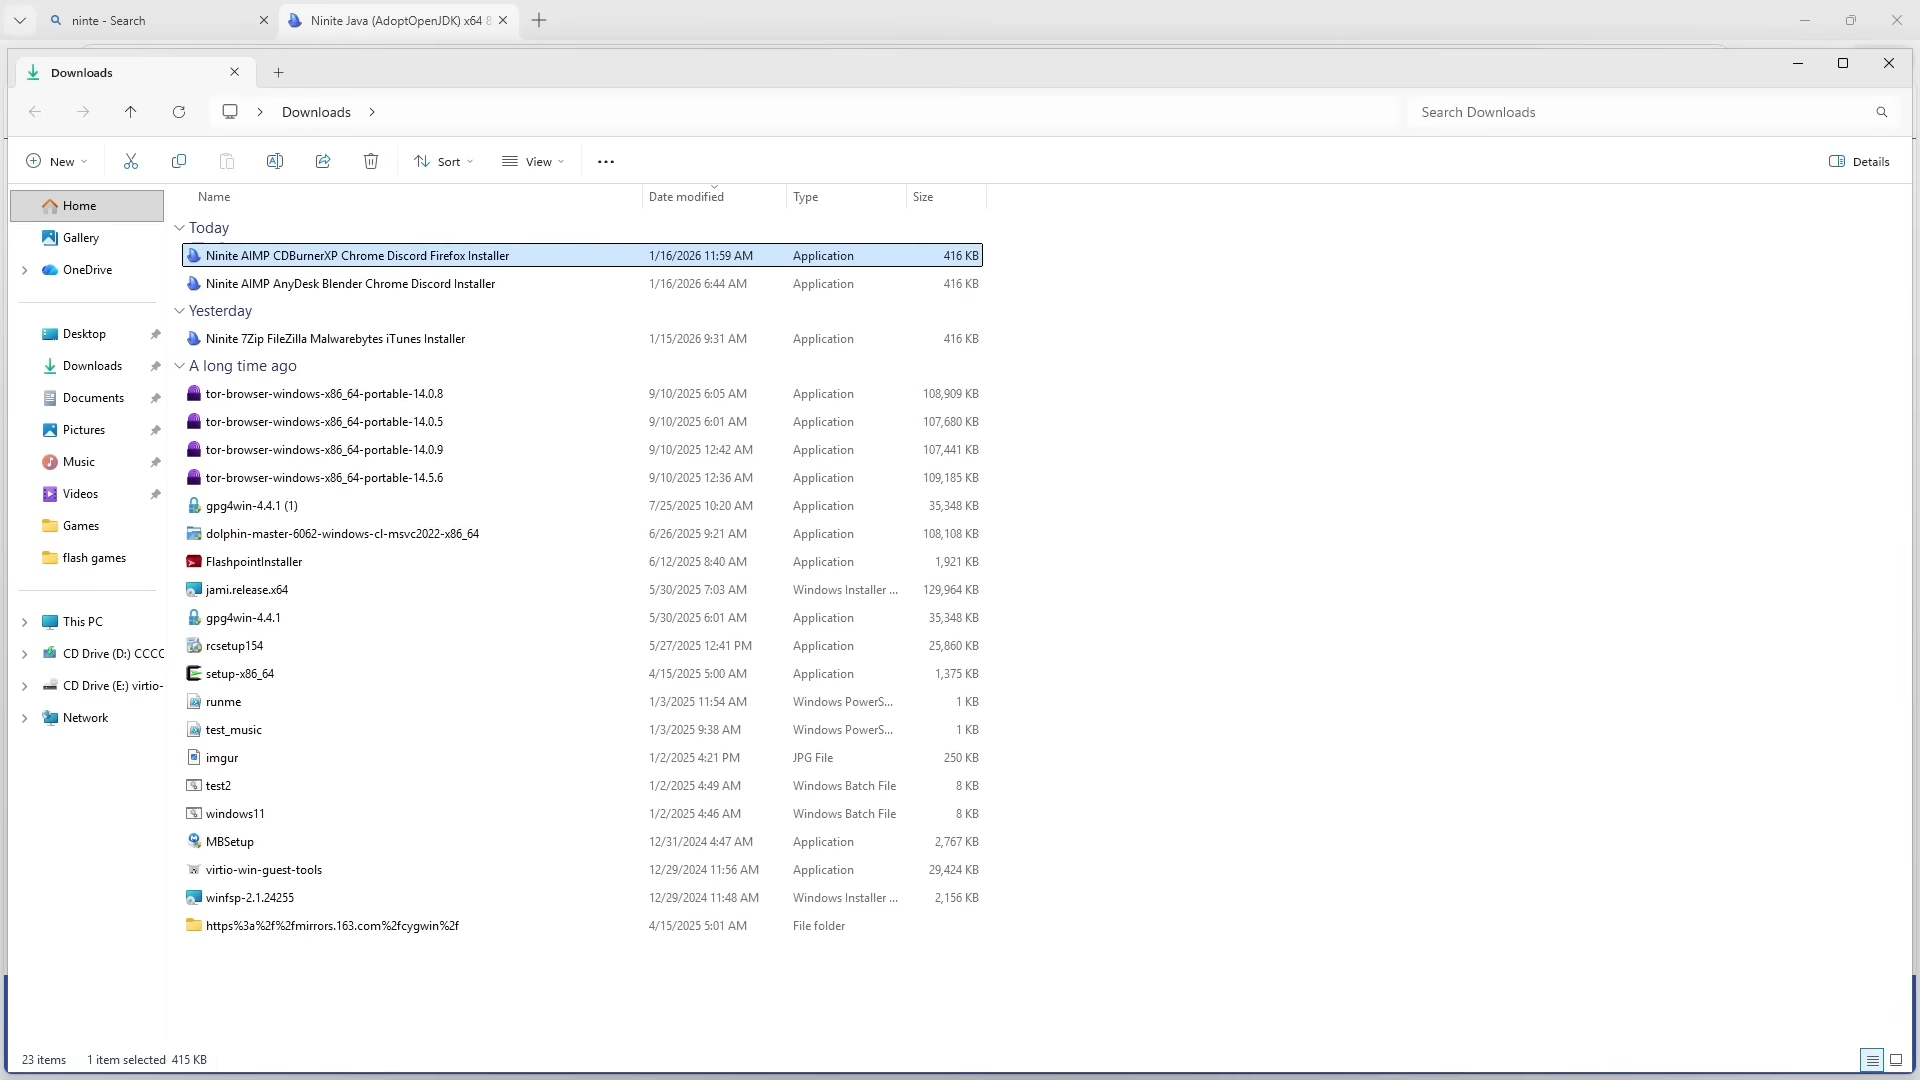 ninte - Search
Ninite Java (AdoptOpenJDK) x64 8
Downloads
Downloads
Search Downloads
New
Sort
View
Details
Name Date modified Type Size
Home
Gallery
OneDrive
Desktop
Downloads
Documents
Pictures
Music
Videos
Games
flash games
This PC
CD Drive (D:) CCCC
CD Drive (E:) virtio-
Network
Today
Ninite AIMP CDBurnerXP Chrome Discord Firefox Installer 1/16/2026 11:59 AM Application 416 KB
Ninite AIMP AnyDesk Blender Chrome Discord Installer 1/16/2026 6:44 AM Application 416 KB
Yesterday
Ninite 7Zip FileZilla Malwarebytes iTunes Installer 1/15/2026 9:31 AM Application 416 KB
A long time ago
tor-browser-windows-x86_64-portable-14.0.8 9/10/2025 6:05 AM Application 108,909 KB
tor-browser-windows-x86_64-portable-14.0.5 9/10/2025 6:01 AM Application 107,680 KB
tor-browser-windows-x86_64-portable-14.0.9 9/10/2025 12:42 AM Application 107,441 KB
tor-browser-windows-x86_64-portable-14.5.6 9/10/2025 12:36 AM Application 109,185 KB
gpg4win-4.4.1 (1) 7/25/2025 10:20 AM Application 35,348 KB
dolphin-master-6062-windows-cl-msvc2022-x86_64 6/26/2025 9:21 AM Application 108,108 KB
FlashpointInstaller 6/12/2025 8:40 AM Application 1,921 KB
jami.release.x64 5/30/2025 7:03 AM Windows Installer ... 129,964 KB
gpg4win-4.4.1 5/30/2025 6:01 AM Application 35,348 KB
rcsetup154 5/27/2025 12:41 PM Application 25,860 KB
setup-x86_64 4/15/2025 5:00 AM Application 1,375 KB
runme 1/3/2025 11:54 AM Windows PowerS... 1 KB
test_music 1/3/2025 9:38 AM Windows PowerS... 1 KB
imgur 1/2/2025 4:21 PM JPG File 250 KB
test2 1/2/2025 4:49 AM Windows Batch File 8 KB
windows11 1/2/2025 4:46 AM Windows Batch File 8 KB
MBSetup 12/31/2024 4:47 AM Application 2,767 KB
virtio-win-guest-tools 12/29/2024 11:56 AM Application 29,424 KB
winfsp-2.1.24255 12/29/2024 11:48 AM Windows Installer ... 2,156 KB
https%3a%2f%2fmirrors.163.com%2fcygwin%2f 4/15/2025 5:01 AM File folder
23 items 1 item selected 415 KB